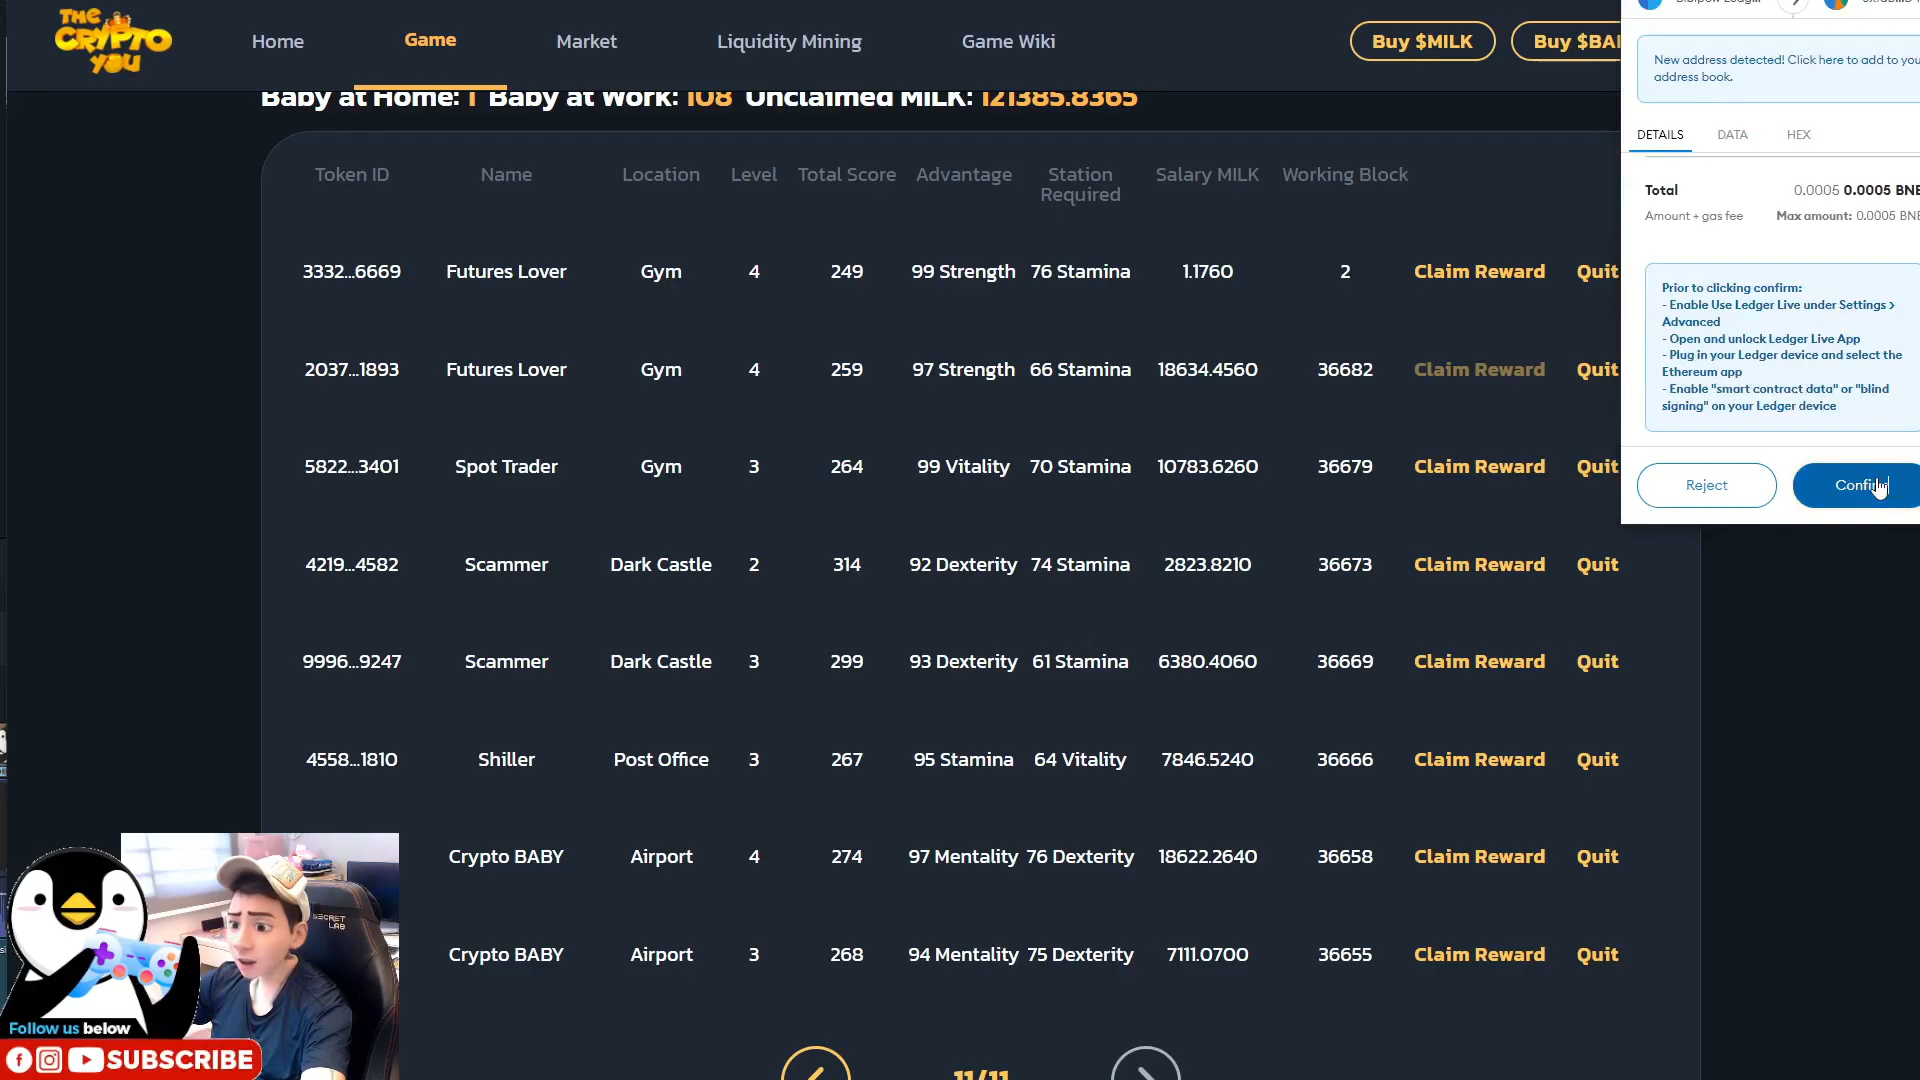 THE CRYPTO YOU
Home
Game
Market
Liquidity Mining
Game Wiki
Buy $MILK
Buy $BA
Baby at Home: 1 Baby at Work: 108 Unclaimed MILK: 121385.8365
Token ID Name Location Level Total Score Advantage Station Required Salary MILK Working Block
3332...6669 Futures Lover Gym 4 249 99 Strength 76 Stamina 1.1760 2 Claim Reward Quit
2037...1893 Futures Lover Gym 4 259 97 Strength 66 Stamina 18634.4560 36682 Claim Reward Quit
5822...3401 Spot Trader Gym 3 264 99 Vitality 70 Stamina 10783.6260 36679 Claim Reward Quit
4219...4582 Scammer Dark Castle 2 314 92 Dexterity 74 Stamina 2823.8210 36673 Claim Reward Quit
9996...9247 Scammer Dark Castle 3 299 93 Dexterity 61 Stamina 6380.4060 36669 Claim Reward Quit
4558...1810 Shiller Post Office 3 267 95 Stamina 64 Vitality 7846.5240 36666 Claim Reward Quit
Crypto BABY Airport 4 274 97 Mentality 76 Dexterity 18622.2640 36658 Claim Reward Quit
Crypto BABY Airport 3 268 94 Mentality 75 Dexterity 7111.0700 36655 Claim Reward Quit
11/11
New address detected! Click here to add to you
address book.
DETAILS DATA HEX
Total 0.0005 0.0005 BNB
Amount + gas fee Max amount: 0.0005 BNB
Prior to clicking confirm:
- Enable Use Ledger Live under Settings >
Advanced
- Open and unlock Ledger Live App
- Plug in your Ledger device and select the
Ethereum app
- Enable "smart contract data" or "blind
signing" on your Ledger device
Reject
Confirm
SECRET
LAB
Follow us below
SUBSCRIBE